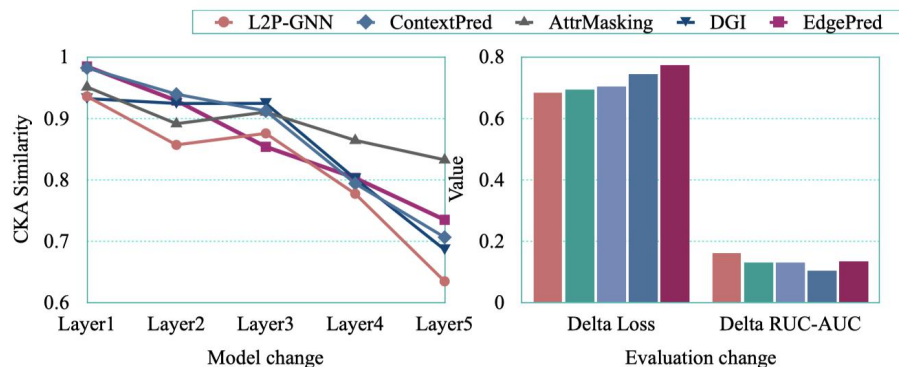 L2P-GNN ContextPred AttrMasking DGI EdgePred
1
0.9
0.8
0.7
0.6
CKA Similarity
Layer1 Layer2 Layer3 Layer4 Layer5
Model change
0.8
0.6
0.4
0.2
0
Value
Delta Loss Delta RUC-AUC
Evaluation change